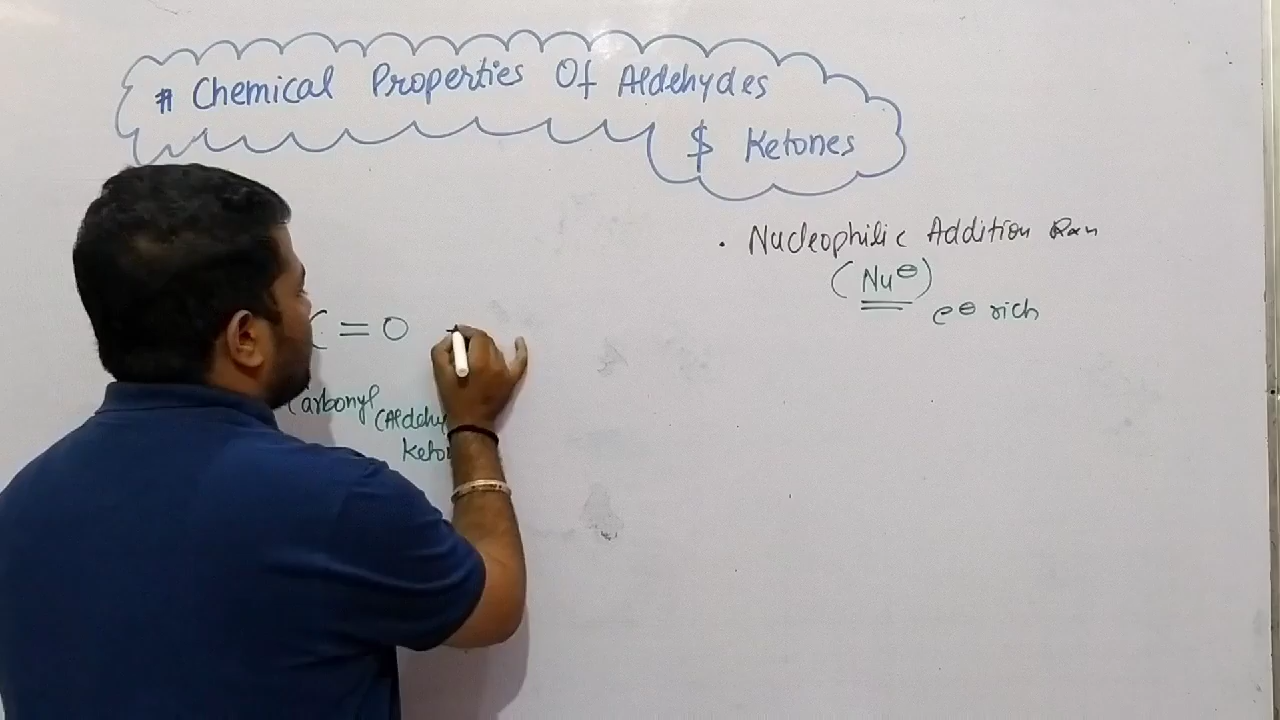 # Chemical Properties Of Aldehydes
$ Ketones
. Nucleophilic Addition Rxn
(Nu⊖)
e⊖ rich
C = O
Carbonyl
(Aldehy
Keto